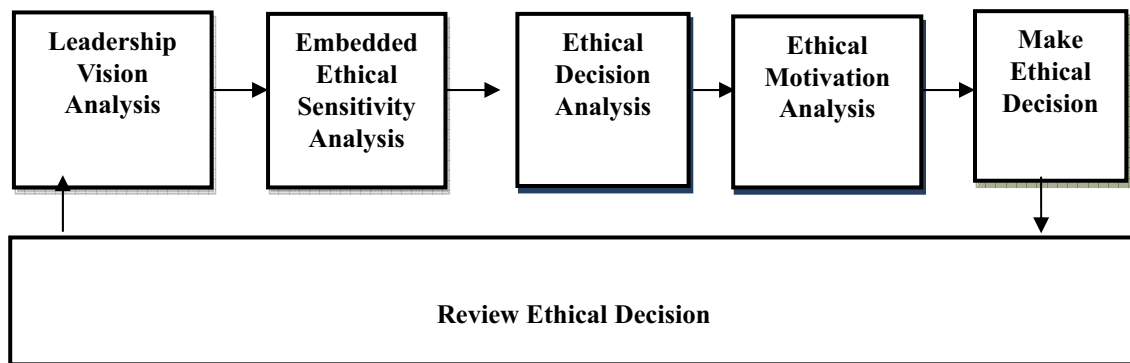 Leadership
Vision
Analysis
Embedded
Ethical
Sensitivity
Analysis
Ethical
Decision
Analysis
Ethical
Motivation
Analysis
Make
Ethical
Decision
Review Ethical Decision